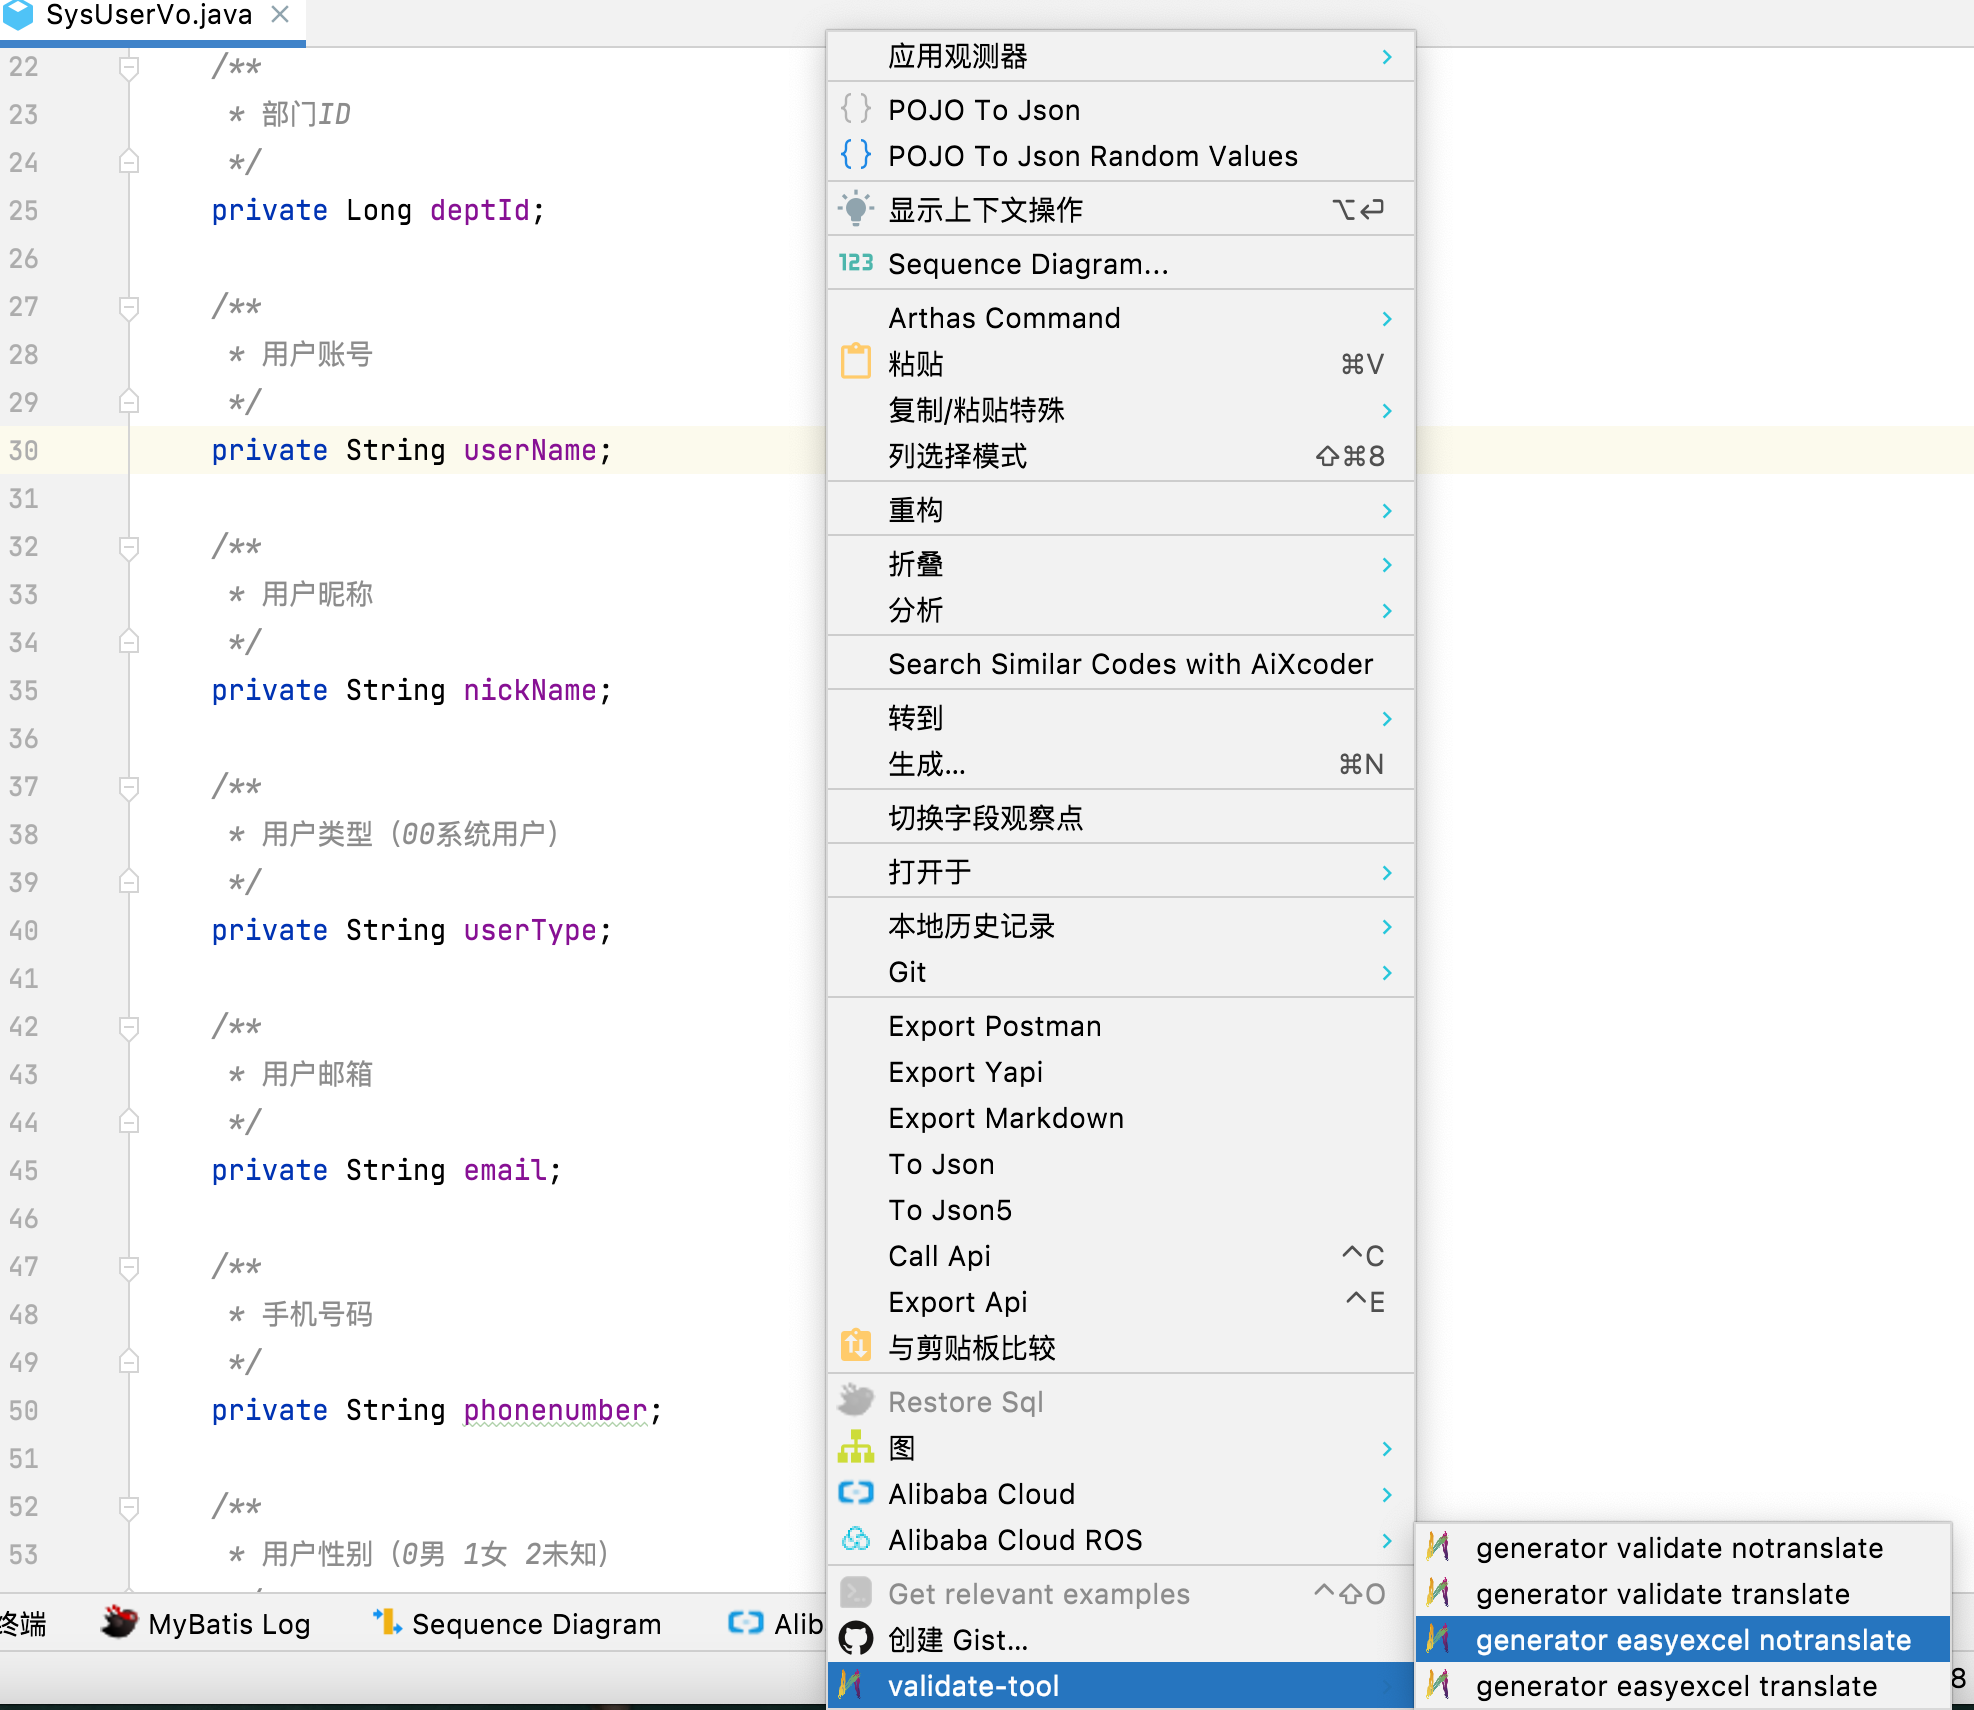 SysUserVo.java
22 /**
23 * 部门ID
24 */
25 private Long deptId;
26
27 /**
28 * 用户账号
29 */
30 private String userName;
31
32 /**
33 * 用户昵称
34 */
35 private String nickName;
36
37 /**
38 * 用户类型（00系统用户）
39 */
40 private String userType;
41
42 /**
43 * 用户邮箱
44 */
45 private String email;
46
47 /**
48 * 手机号码
49 */
50 private String phonenumber;
51
52 /**
53 * 用户性别（0男 1女 2未知）
应用观测器
POJO To Json
POJO To Json Random Values
显示上下文操作 ⌥⏎
123 Sequence Diagram...
Arthas Command
粘贴 ⌘V
复制/粘贴特殊
列选择模式 ⇧⌘8
重构
折叠
分析
Search Similar Codes with AiXcoder
转到
生成... ⌘N
切换字段观察点
打开于
本地历史记录
Git
Export Postman
Export Yapi
Export Markdown
To Json
To Json5
Call Api ^C
Export Api ^E
与剪贴板比较
Restore Sql
图
Alibaba Cloud
Alibaba Cloud ROS
Get relevant examples ^⇧O
创建 Gist...
validate-tool
generator validate notranslate
generator validate translate
generator easyexcel notranslate
generator easyexcel translate
终端 MyBatis Log Sequence Diagram Alib
8